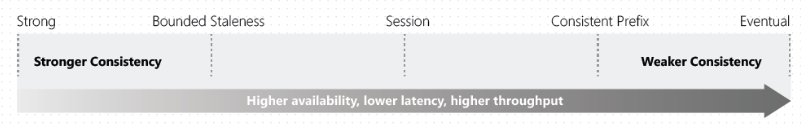 Strong Bounded Staleness Session Consistent Prefix Eventual
Stronger Consistency Weaker Consistency
Higher availability, lower latency, higher throughput